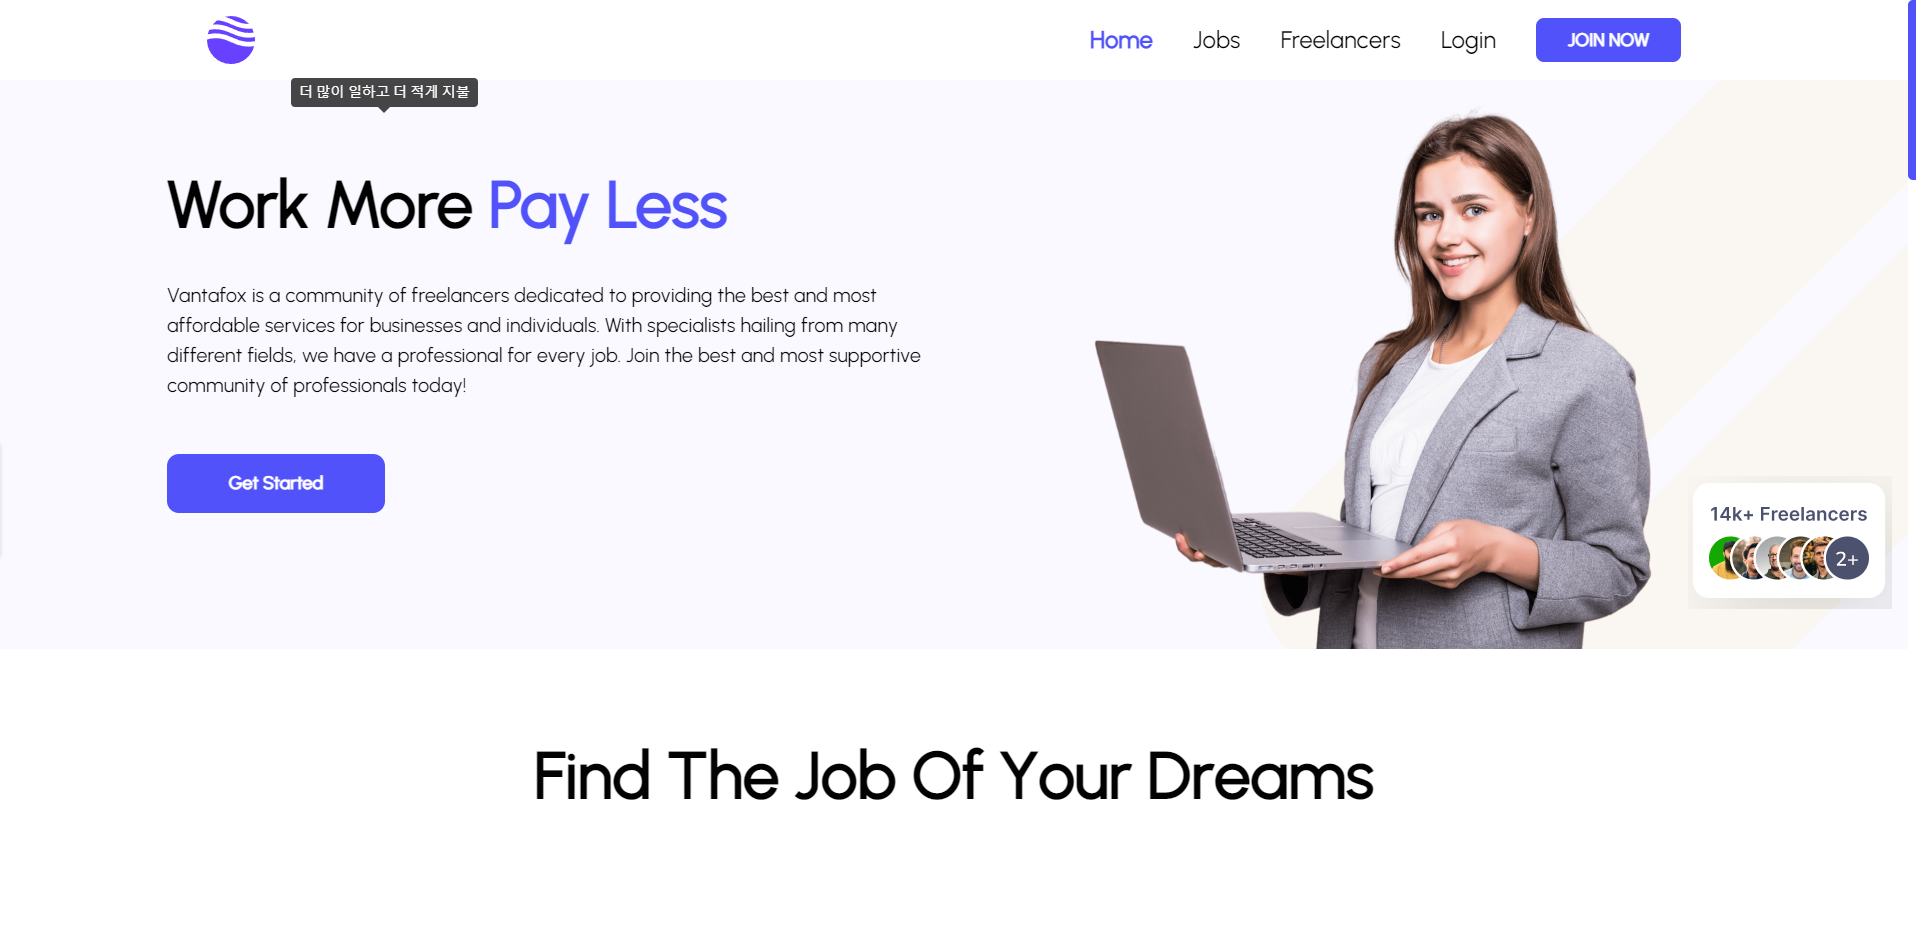 Home Jobs Freelancers Login JOIN NOW
더 많이 일하고 더 적게 지불
Work More Pay Less
Vantafox is a community of freelancers dedicated to providing the best and most
affordable services for businesses and individuals. With specialists hailing from many
different fields, we have a professional for every job. Join the best and most supportive
community of professionals today!
Get Started
14k+ Freelancers
2+
Find The Job Of Your Dreams